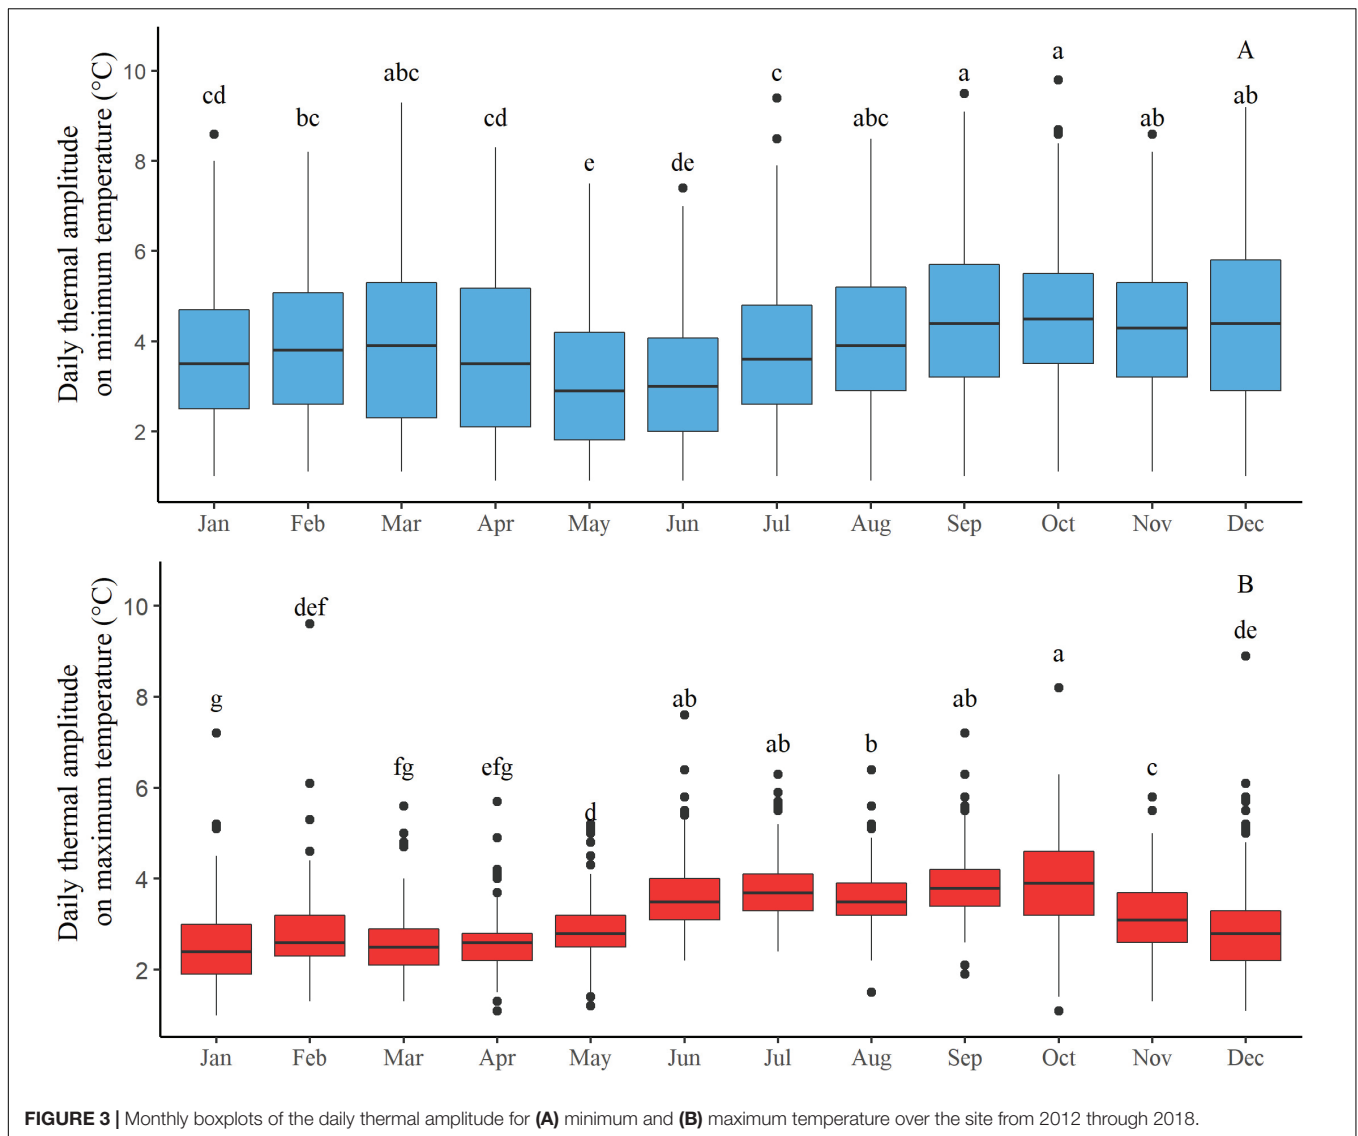 Daily thermal amplitude
on minimum temperature (°C)
10
8
6
4
2
cd
bc
abc
cd
e
de
c
abc
a
a
ab
A
ab
Jan Feb Mar Apr May Jun Jul Aug Sep Oct Nov Dec
Daily thermal amplitude
on maximum temperature (°C)
10
8
6
4
2
g
def
fg
efg
d
ab
ab
b
ab
a
c
B
de
Jan Feb Mar Apr May Jun Jul Aug Sep Oct Nov Dec
FIGURE 3 | Monthly boxplots of the daily thermal amplitude for (A) minimum and (B) maximum temperature over the site from 2012 through 2018.